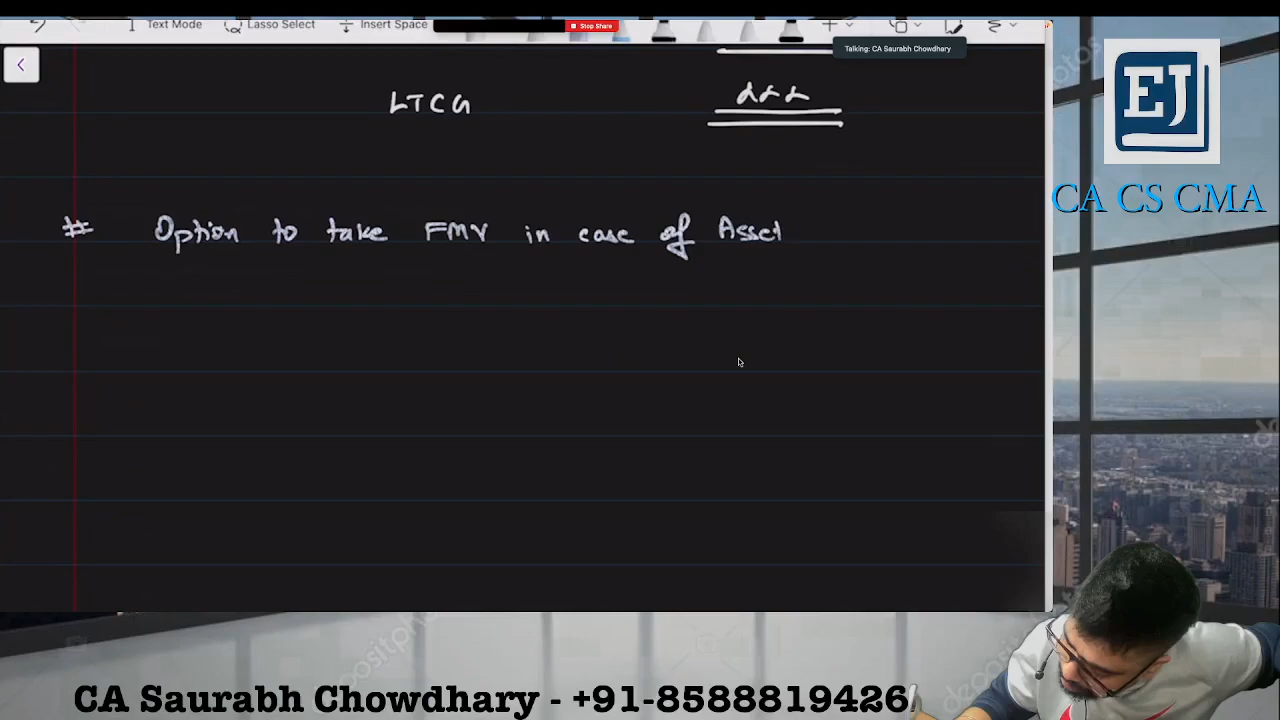 Text Mode Lasso Select Insert Space Stop Share
Talking: CA Saurabh Chowdhary
LTCG
# Option to take FMV in case of Asset
EJ
CA CS CMA
CA Saurabh Chowdhary - +91-8588819426